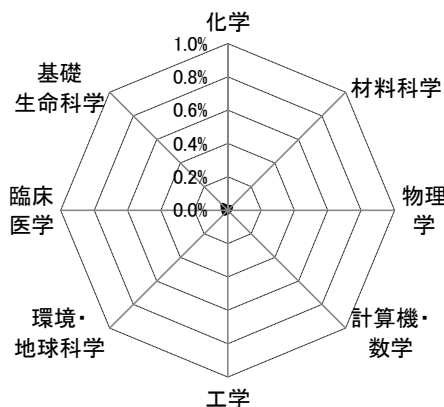 化学
1.0%
0.8%
0.6%
0.4%
0.2%
0.0%
材料科学
物理
学
計算機・
数学
工学
環境・
地球科学
臨床
医学
基礎
生命科学